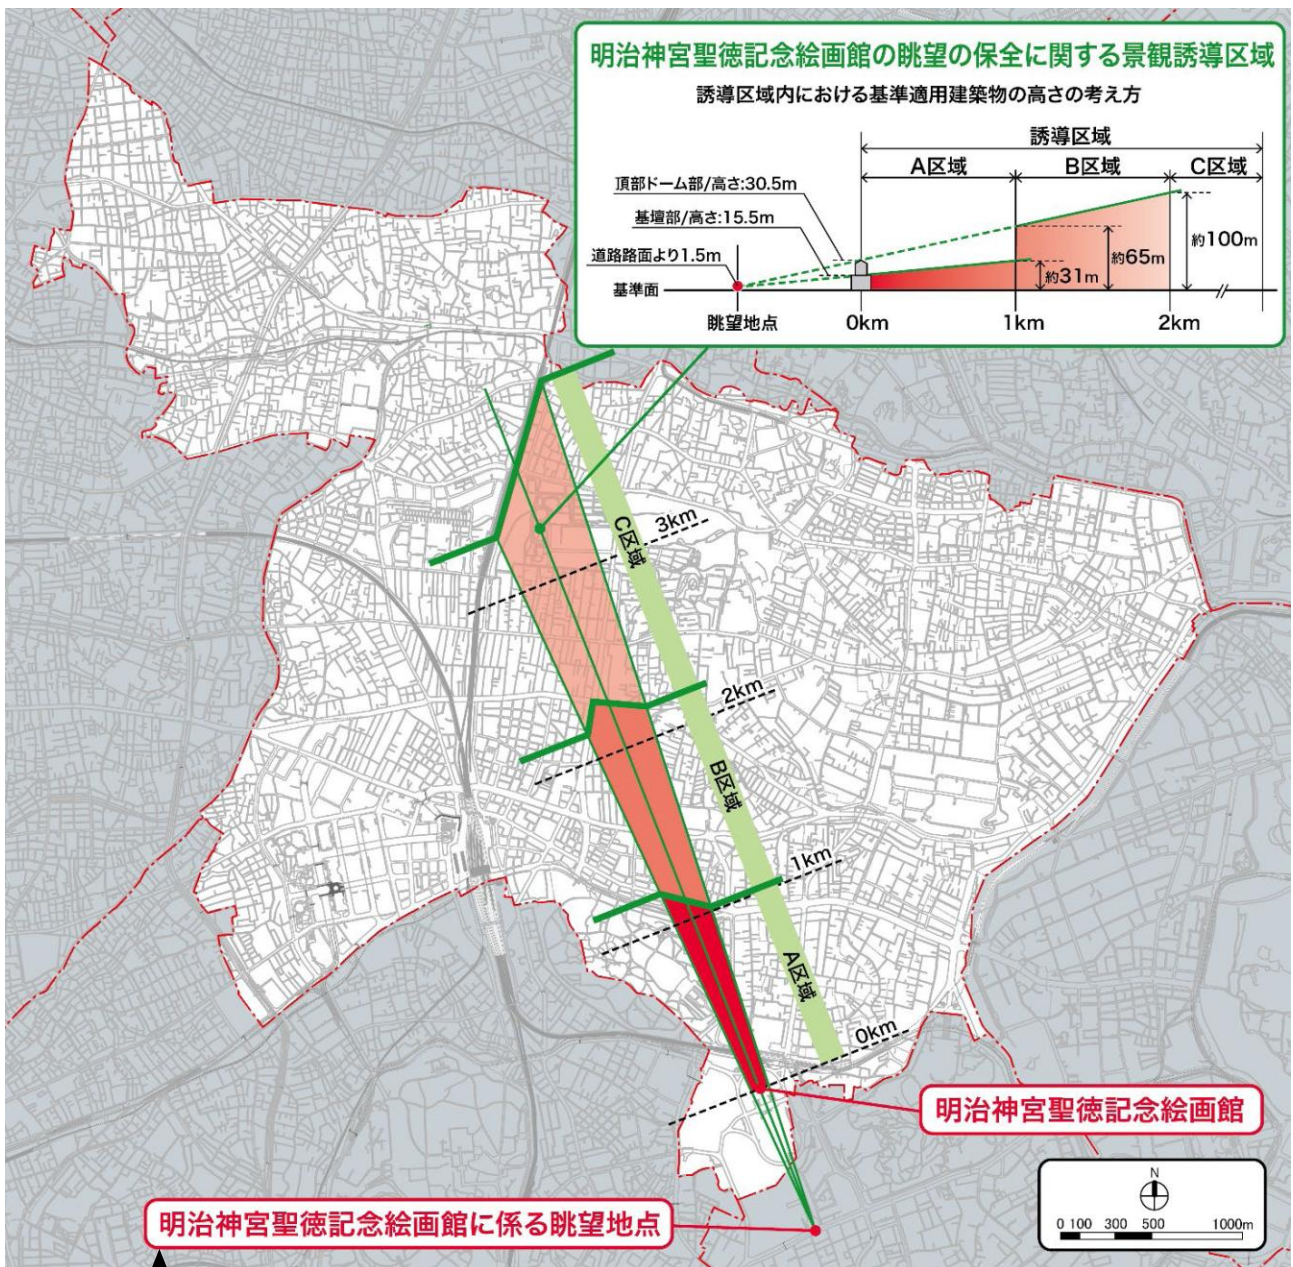 明治神宮聖徳記念絵画館の眺望の保全に関する景観誘導区域
誘導区域内における基準適用建築物の高さの考え方
誘導区域
A区域
B区域
C区域
頂部ドーム部/高さ:30.5m
基壇部/高さ:15.5m
道路路面より1.5m
基準面
約31m
約65m
約100m
眺望地点
0km
1km
2km
C区域
3km
2km
B区域
1km
A区域
0km
明治神宮聖徳記念絵画館
明治神宮聖徳記念絵画館に係る眺望地点
N
0 100 300 500 1000m